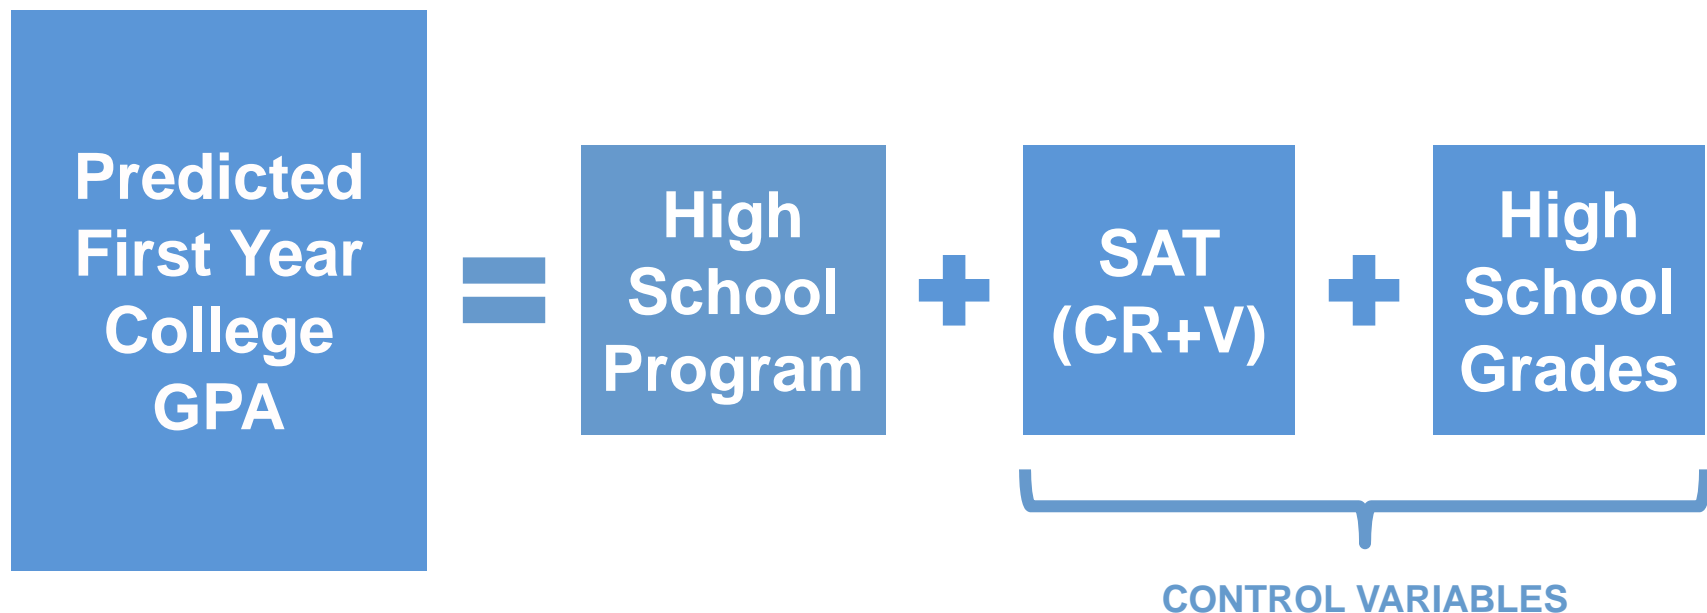 Predicted
First Year
College
GPA
=
High
School
Program
+
SAT
(CR+V)
+
High
School
Grades
CONTROL VARIABLES